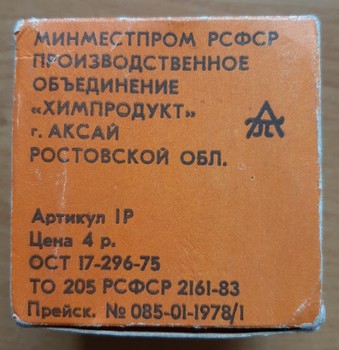 МИНМЕСТПРОМ РСФСР
ПРОИЗВОДСТВЕННОЕ
ОБЪЕДИНЕНИЕ
«ХИМПРОДУКТ»
г. АКСАЙ
РОСТОВСКОЙ ОБЛ.
Артикул 1Р
Цена 4 р.
ОСТ 17-296-75
ТО 205 РСФСР 2161-83
Прейск. № 085-01-1978/1